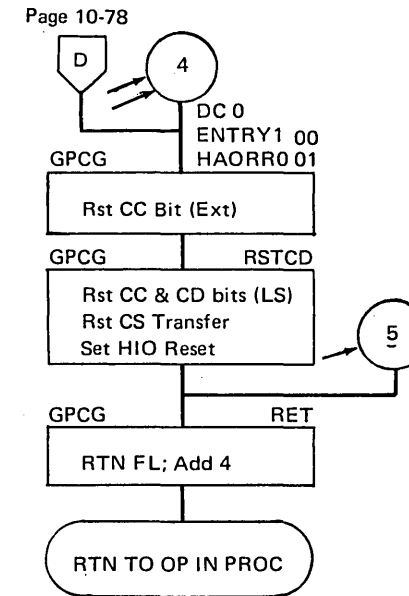 Page 10-78
D
4
DC 0
ENTRY1 00
GPCG HAORR0 01
Rst CC Bit (Ext)
GPCG RSTCD
Rst CC & CD bits (LS)
Rst CS Transfer
Set HIO Reset
5
GPCG RET
RTN FL; Add 4
RTN TO OP IN PROC